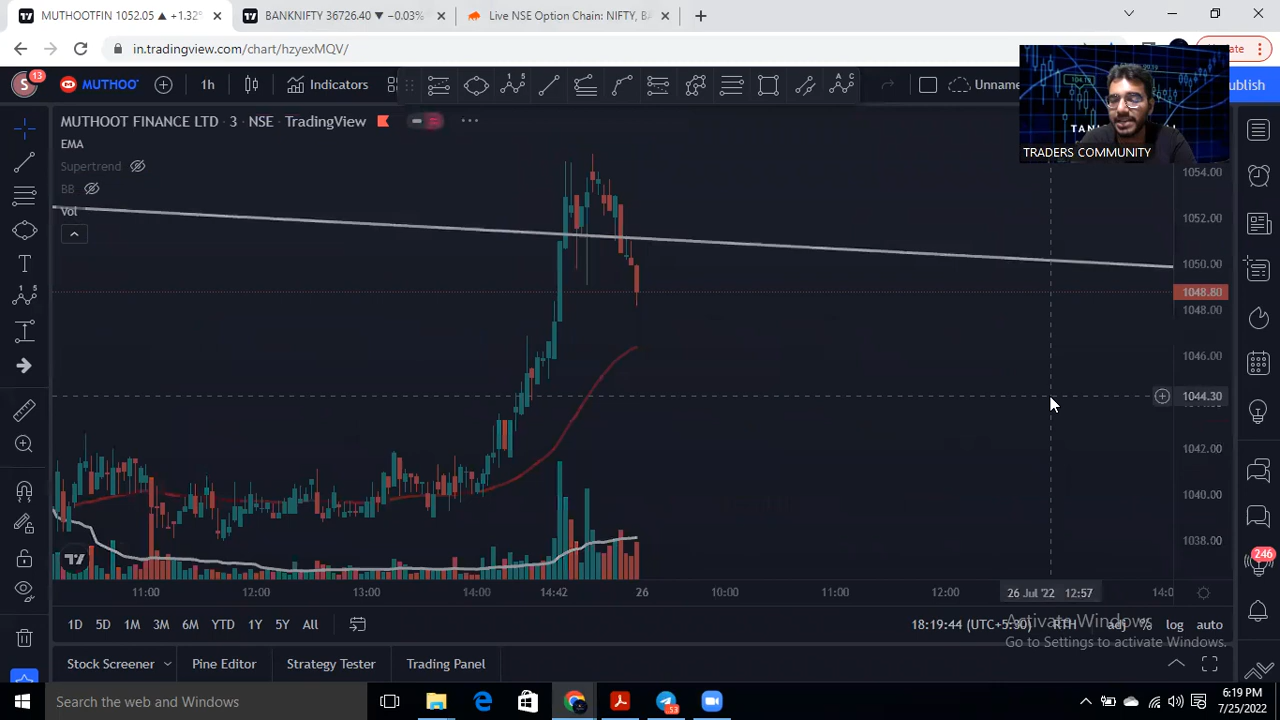 MUTHOOTFIN 1052.05 ▲ +1.32%
BANKNIFTY 36726.40 ▼ −0.03%
Live NSE Option Chain: NIFTY, BA
in.tradingview.com/chart/hzyexMQV/
S
13
MUTHOO
1h
Indicators
Unname
ublish
TRADERS COMMUNITY
MUTHOOT FINANCE LTD · 3 · NSE · TradingView
EMA
Supertrend
BB
Vol
1054.00
1052.00
1050.00
1048.80
1048.00
1046.00
1044.30
1042.00
1040.00
1038.00
11:00
12:00
13:00
14:00
14:42
26
10:00
11:00
12:00
26 Jul '22 12:57
14:0
1D
5D
1M
3M
6M
YTD
1Y
5Y
All
18:19:44 (UTC+5:30)
RTH
adj
%
log
auto
Activate Windows
Go to Settings to activate Windows.
Stock Screener
Pine Editor
Strategy Tester
Trading Panel
246
Search the web and Windows
53
6:19 PM
7/25/2022